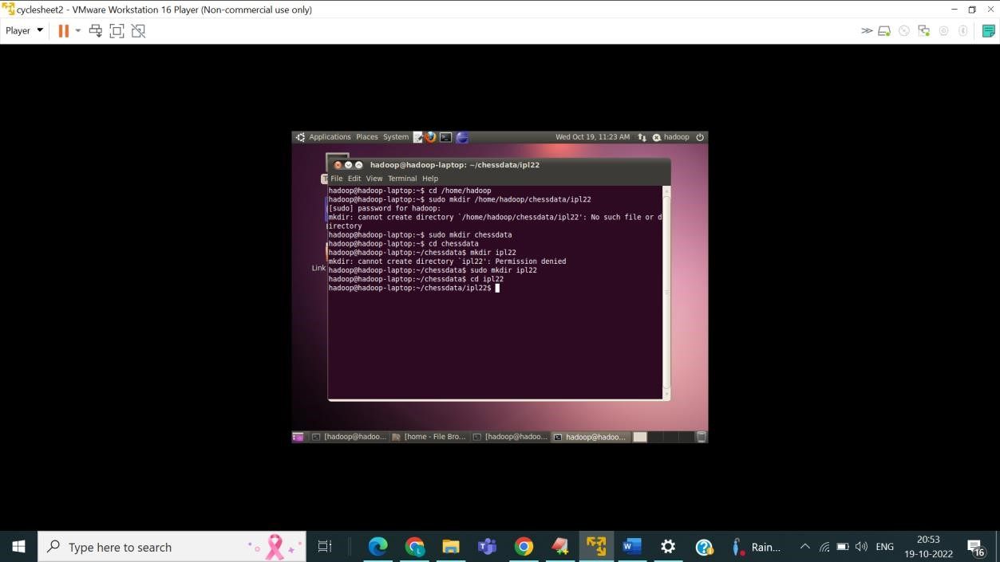 cyclesheet2 - VMware Workstation 16 Player (Non-commercial use only)
Player
Applications Places System Wed Oct 19, 11:23 AM hadoop
hadoop@hadoop-laptop: ~/chessdata/ipl22
File Edit View Terminal Help
hadoop@hadoop-laptop:~$ cd /home/hadoop
hadoop@hadoop-laptop:~$ sudo mkdir /home/hadoop/chessdata/ipl22
[sudo] password for hadoop:
mkdir: cannot create directory `/home/hadoop/chessdata/ipl22': No such file or d
irectory
hadoop@hadoop-laptop:~$ sudo mkdir chessdata
hadoop@hadoop-laptop:~$ cd chessdata
hadoop@hadoop-laptop:~/chessdata$ mkdir ipl22
mkdir: cannot create directory `ipl22': Permission denied
hadoop@hadoop-laptop:~/chessdata$ sudo mkdir ipl22
hadoop@hadoop-laptop:~/chessdata$ cd ipl22
hadoop@hadoop-laptop:~/chessdata/ipl22$
Link
[hadoop@hadoo... [home - File Bro... [hadoop@hadoo... hadoop@hadoo...
Type here to search
Rain...
ENG
20:53
19-10-2022
16